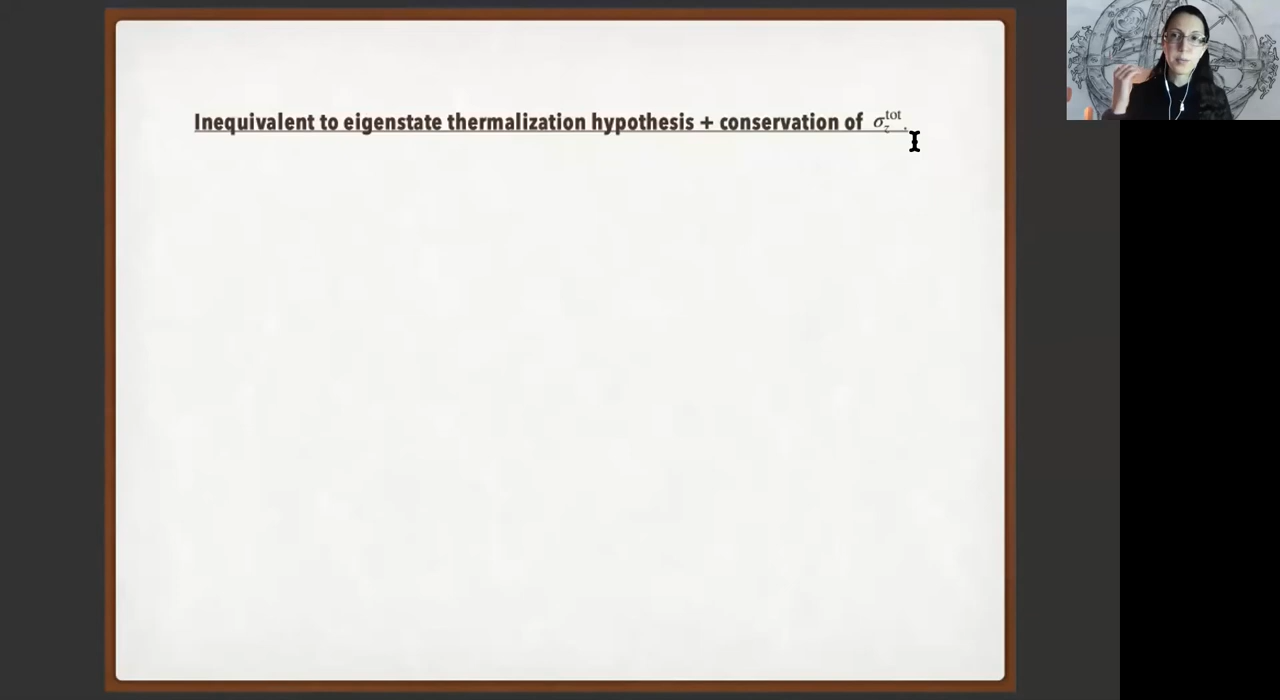 Inequivalent to eigenstate thermalization hypothesis + conservation of σ_z^tot.